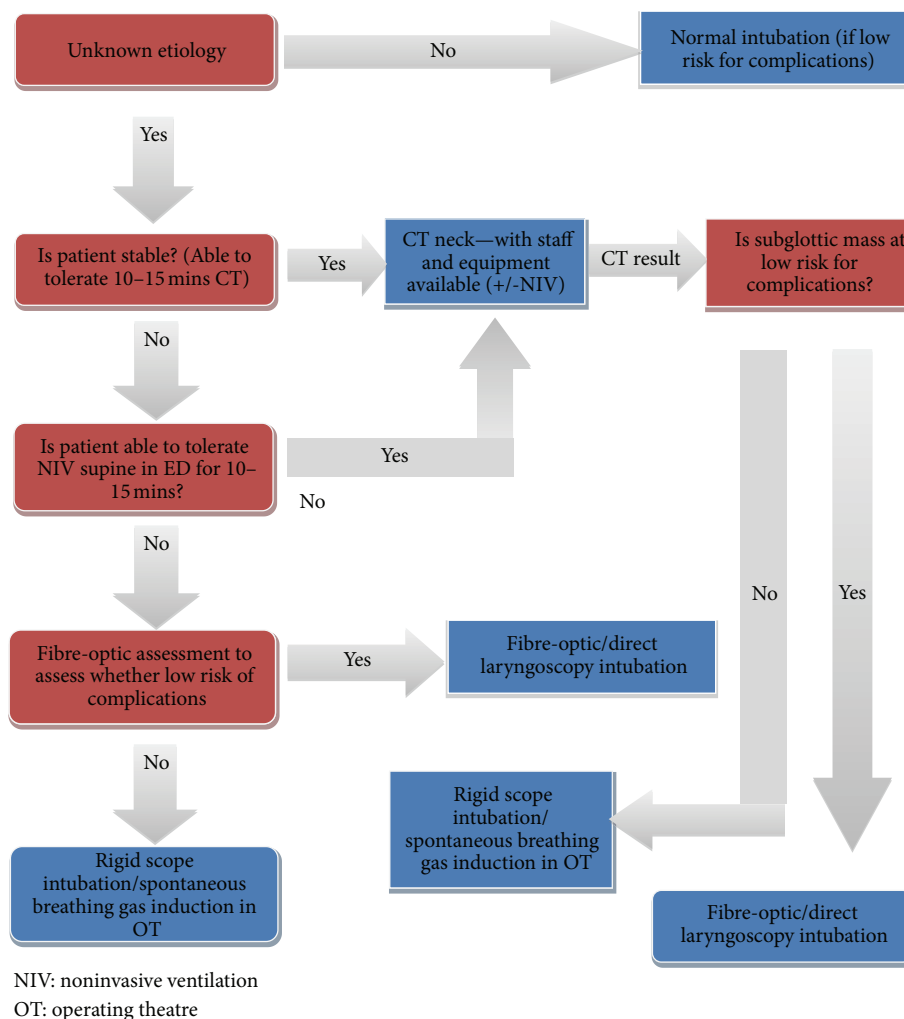 Unknown etiology
No
Normal intubation (if low
risk for complications)
Yes
Is patient stable? (Able to
tolerate 10–15 mins CT)
Yes
CT neck—with staff
and equipment
available (+/-NIV)
CT result
Is subglottic mass at
low risk for
complications?
No
Is patient able to tolerate
NIV supine in ED for 10–
15 mins?
Yes
No
No
No
Yes
Fibre-optic assessment to
assess whether low risk of
complications
Yes
Fibre-optic/direct
laryngoscopy intubation
No
Rigid scope
intubation/
spontaneous breathing
gas induction in OT
Rigid scope
intubation/spontaneous
breathing gas induction in
OT
Fibre-optic/direct
laryngoscopy intubation
NIV: noninvasive ventilation
OT: operating theatre